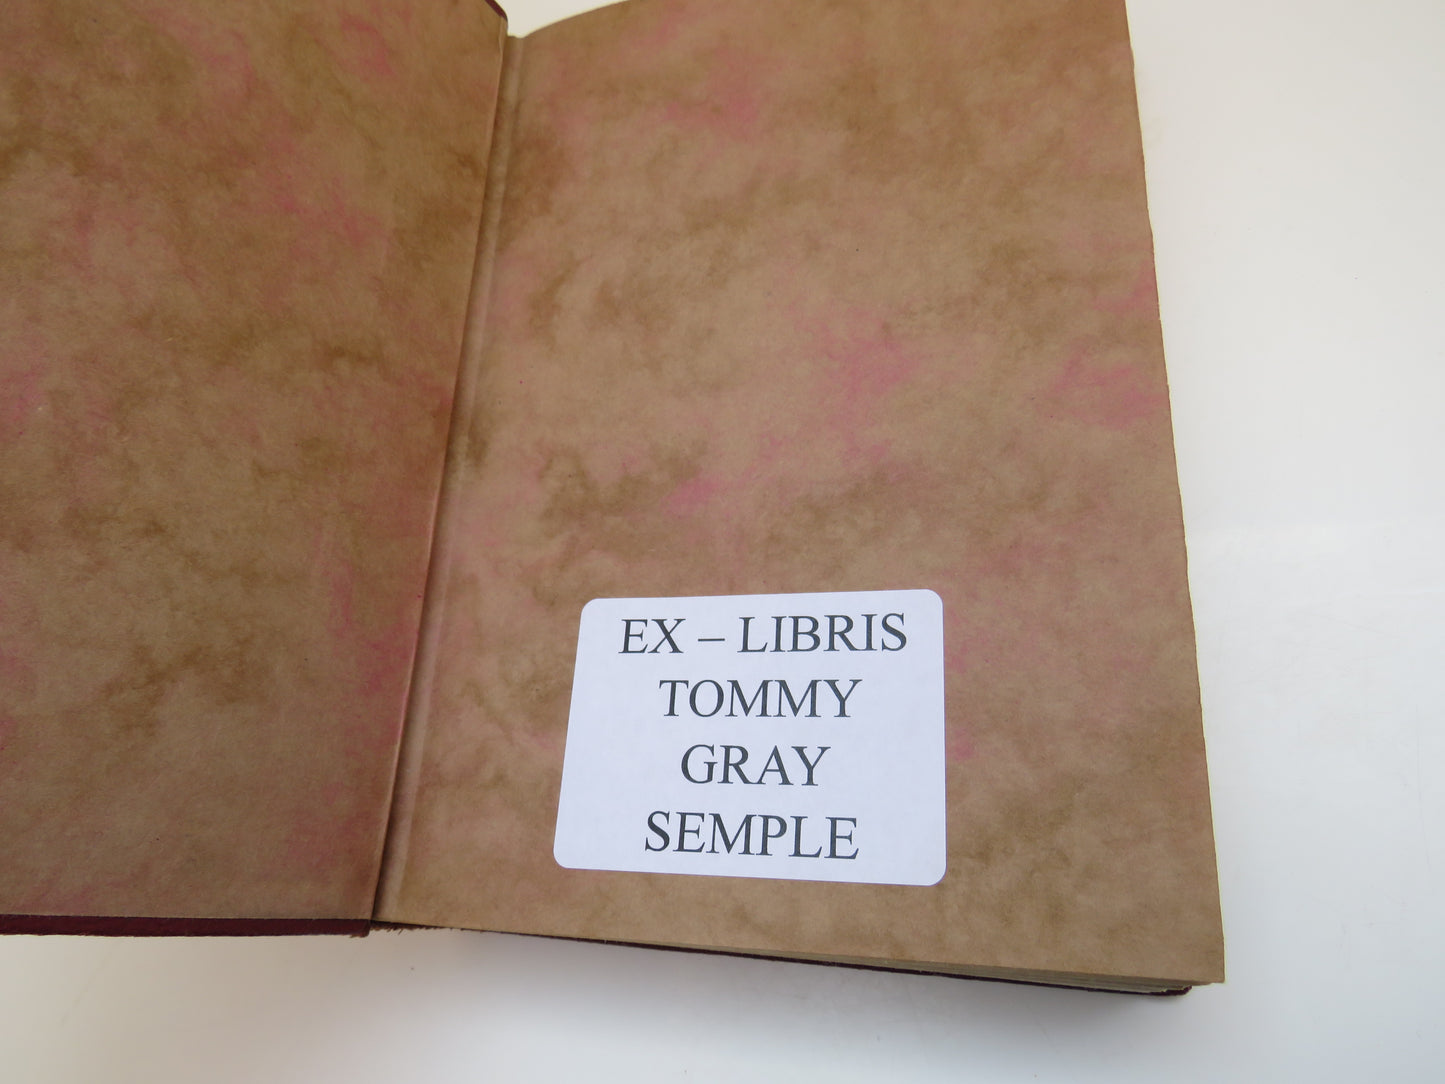 EX – LIBRIS
TOMMY
GRAY
SEMPLE